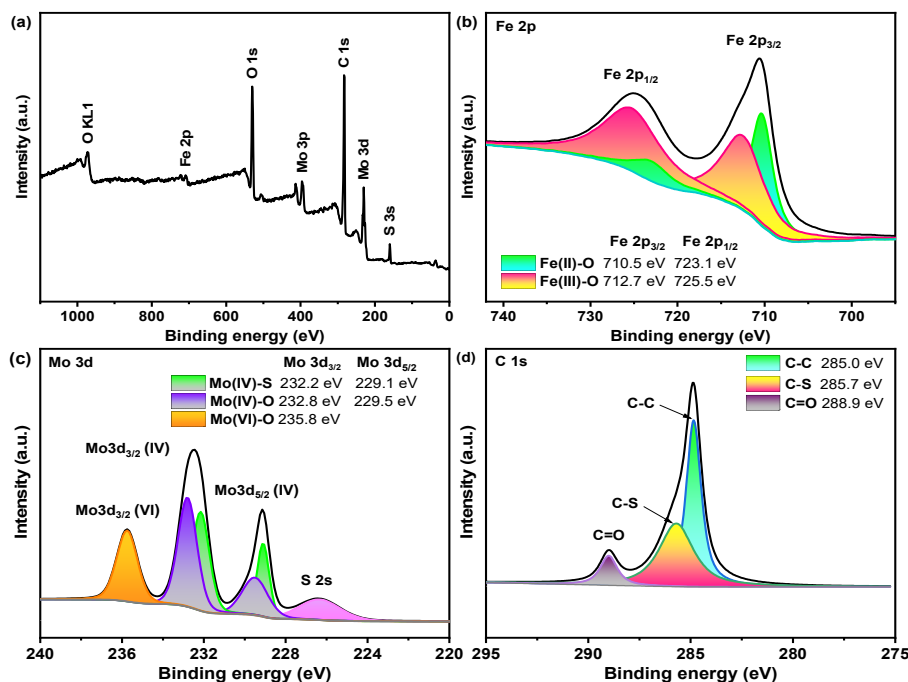 (a)
O KL1
Fe 2p
O 1s
Mo 3p
C 1s
Mo 3d
S 3s
Intensity (a.u.)
1000 800 600 400 200 0
Binding energy (eV)
(b) Fe 2p
Fe 2p1/2
Fe 2p3/2
Fe 2p3/2 Fe 2p1/2
Fe(II)-O 710.5 eV 723.1 eV
Fe(III)-O 712.7 eV 725.5 eV
Intensity (a.u.)
740 730 720 710 700
Binding energy (eV)
(c) Mo 3d
Mo 3d3/2 Mo 3d5/2
Mo(IV)-S 232.2 eV 229.1 eV
Mo(IV)-O 232.8 eV 229.5 eV
Mo(VI)-O 235.8 eV
Mo3d3/2 (IV)
Mo3d5/2 (IV)
Mo3d3/2 (VI)
S 2s
Intensity (a.u.)
240 236 232 228 224 220
Binding energy (eV)
(d) C 1s
C-C 285.0 eV
C-S 285.7 eV
C=O 288.9 eV
C-C
C-S
C=O
Intensity (a.u.)
295 290 285 280 275
Binding energy (eV)